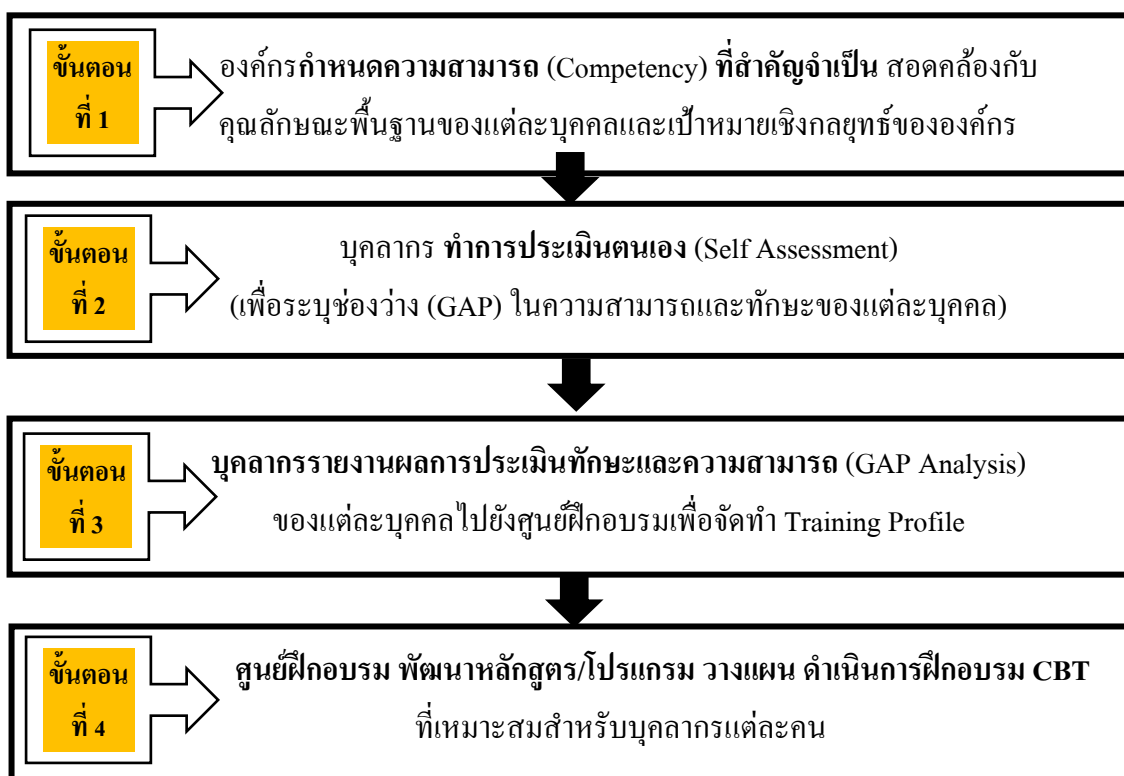 ขั้นตอน
ที่ 1
องค์กรกำหนดความสามารถ (Competency) ที่สำคัญจำเป็น สอดคล้องกับ
คุณลักษณะพื้นฐานของแต่ละบุคคลและเป้าหมายเชิงกลยุทธ์ขององค์กร
ขั้นตอน
ที่ 2
บุคลากร ทำการประเมินตนเอง (Self Assessment)
(เพื่อระบุช่องว่าง (GAP) ในความสามารถและทักษะของแต่ละบุคคล)
ขั้นตอน
ที่ 3
บุคลากรรายงานผลการประเมินทักษะและความสามารถ (GAP Analysis)
ของแต่ละบุคคลไปยังศูนย์ฝึกอบรมเพื่อจัดทำ Training Profile
ขั้นตอน
ที่ 4
ศูนย์ฝึกอบรม พัฒนาหลักสูตร/โปรแกรม วางแผน ดำเนินการฝึกอบรม CBT
ที่เหมาะสมสำหรับบุคลากรแต่ละคน